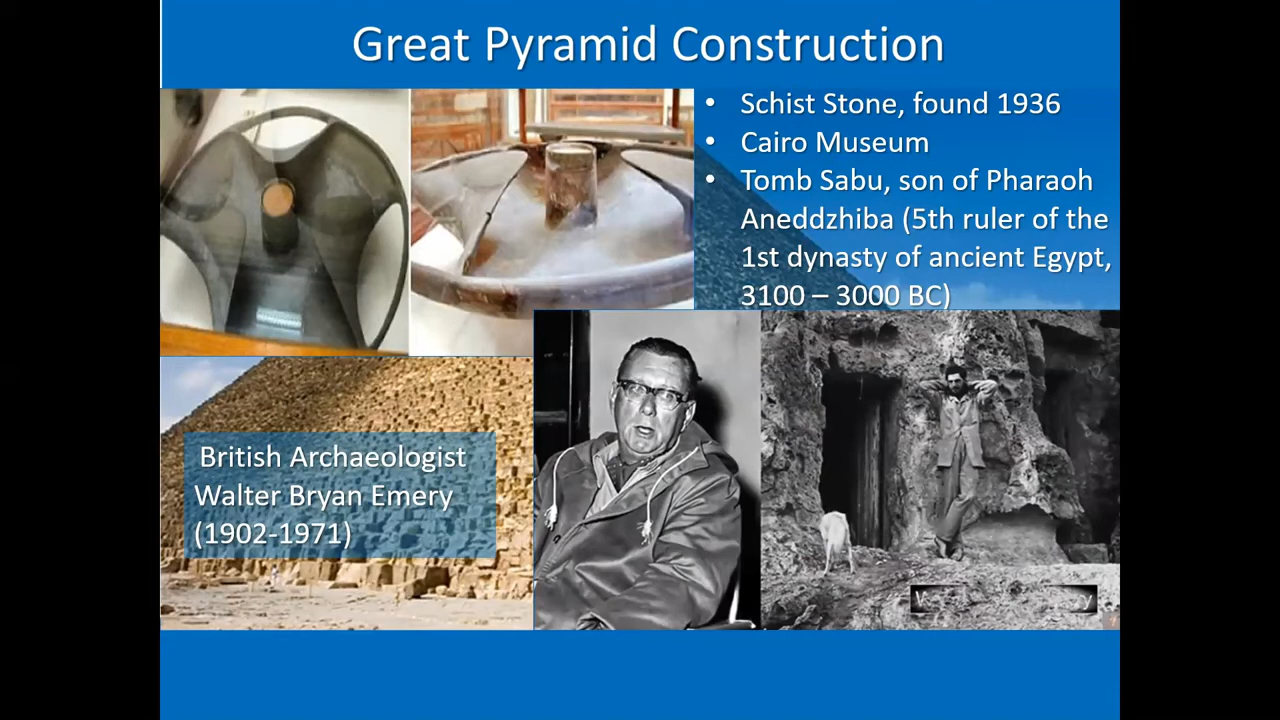 Great Pyramid Construction
• Schist Stone, found 1936
• Cairo Museum
• Tomb Sabu, son of Pharaoh
Aneddzhiba (5th ruler of the
1st dynasty of ancient Egypt,
3100 – 3000 BC)
British Archaeologist
Walter Bryan Emery
(1902-1971)